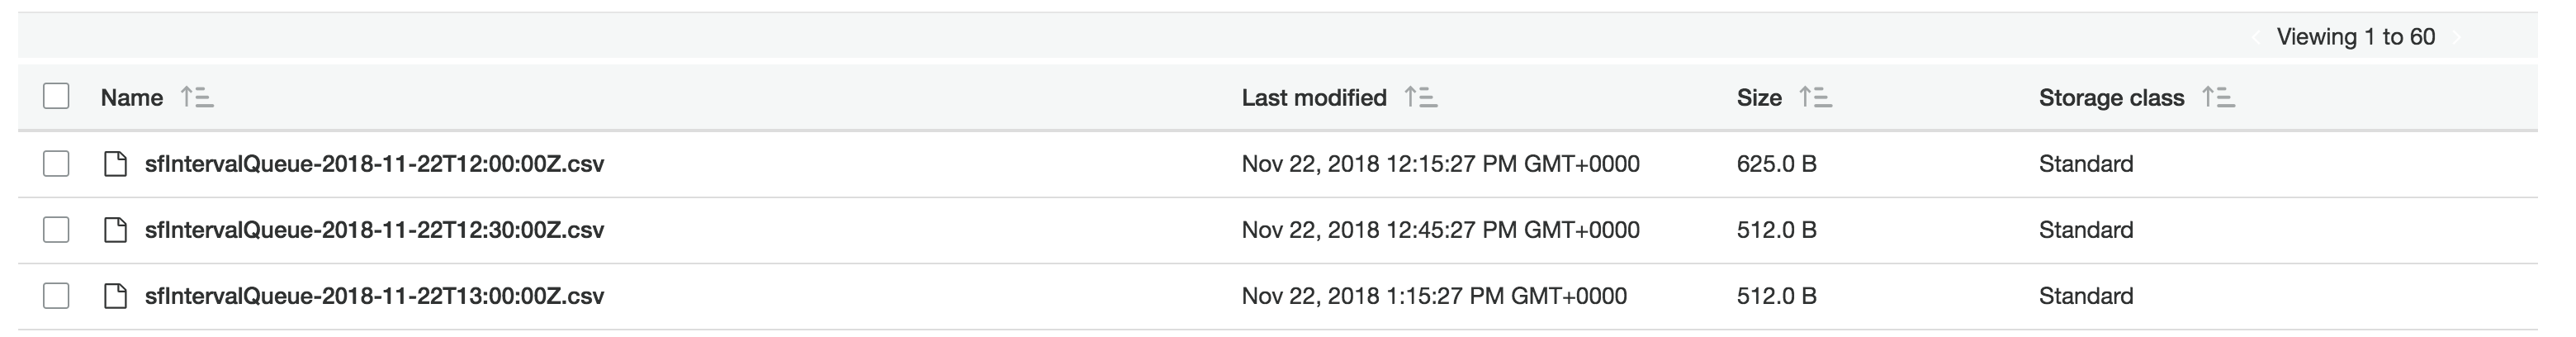 Viewing 1 to 60
Name Last modified Size Storage class
sfIntervalQueue-2018-11-22T12:00:00Z.csv Nov 22, 2018 12:15:27 PM GMT+0000 625.0 B Standard
sfIntervalQueue-2018-11-22T12:30:00Z.csv Nov 22, 2018 12:45:27 PM GMT+0000 512.0 B Standard
sfIntervalQueue-2018-11-22T13:00:00Z.csv Nov 22, 2018 1:15:27 PM GMT+0000 512.0 B Standard